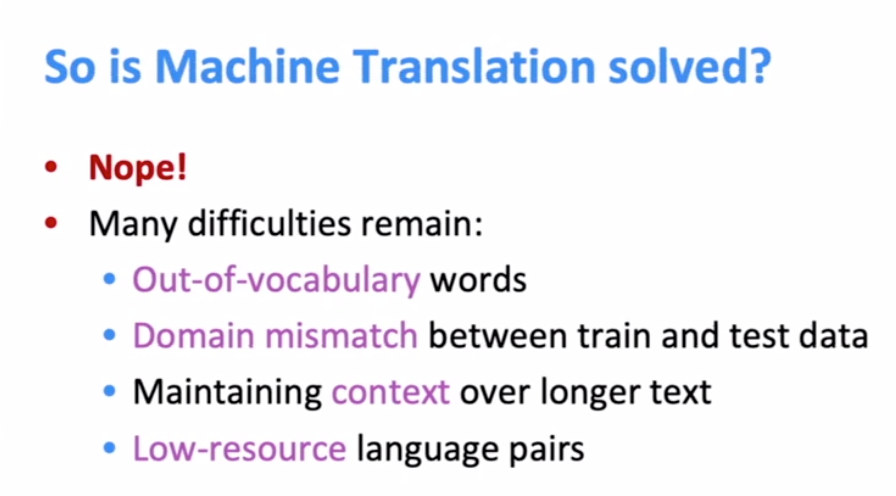 So is Machine Translation solved?
• Nope!
• Many difficulties remain:
• Out-of-vocabulary words
• Domain mismatch between train and test data
• Maintaining context over longer text
• Low-resource language pairs